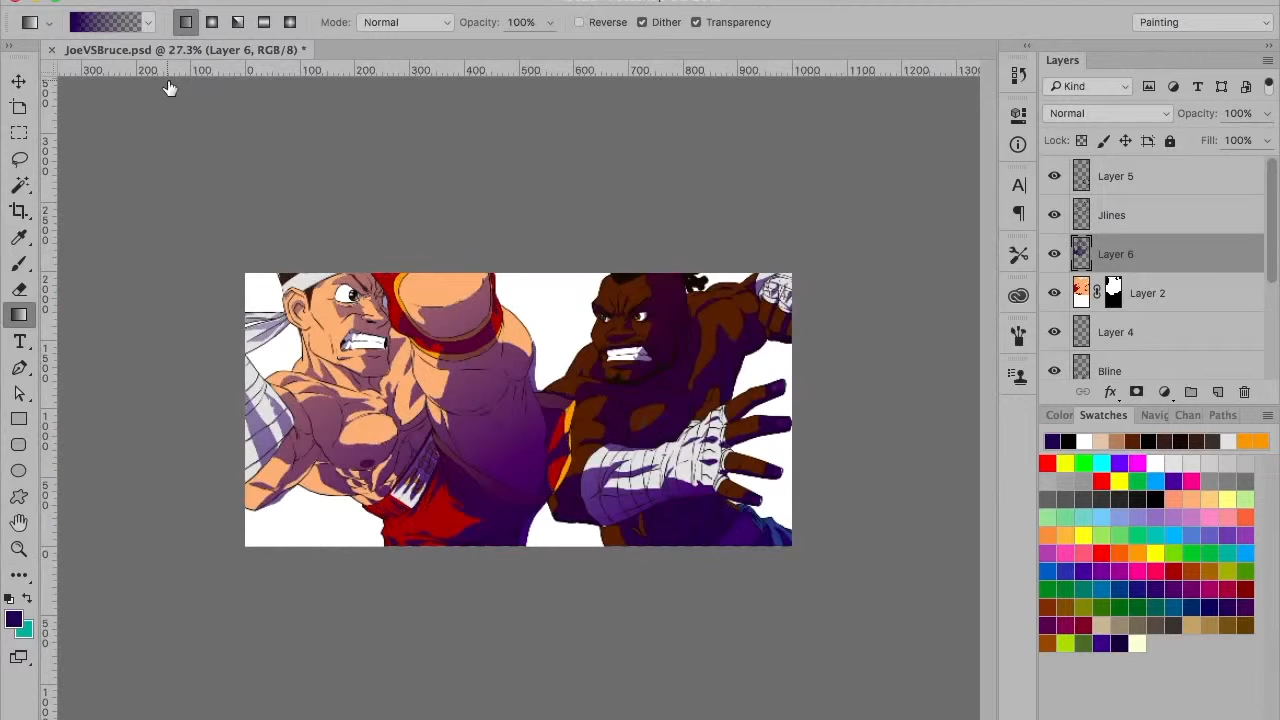 Mode: Normal Opacity: 100% Reverse Dither Transparency Painting
JoeVSBruce.psd @ 27.3% (Layer 6, RGB/8) *
300 200 100 0 100 200 300 400 500 600 700 800 900 1000 1100 1200 1300
Layers
Kind
Normal Opacity: 100%
Lock: Fill: 100%
Layer 5
Jlines
Layer 6
Layer 2
Layer 4
Bline
fx
Color Swatches Navig Chan Paths